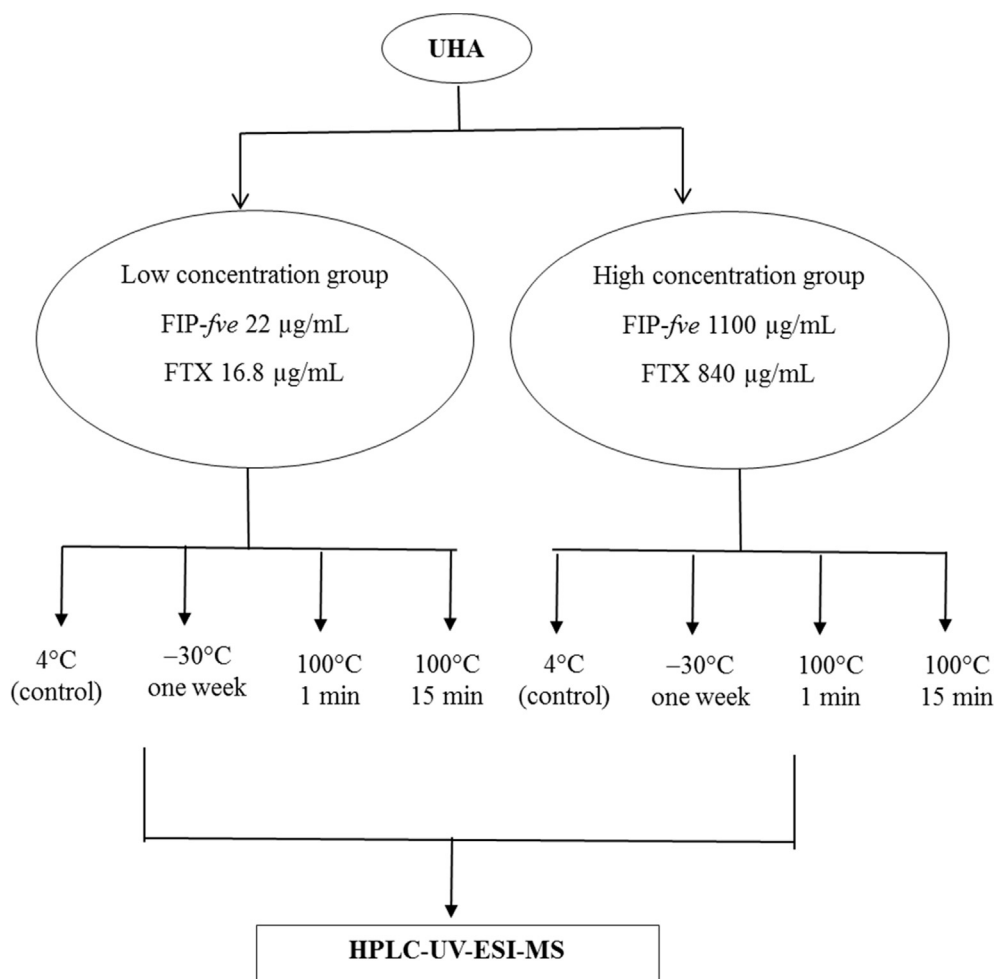 UHA
Low concentration group
FIP-fve 22 µg/mL
FTX 16.8 µg/mL
High concentration group
FIP-fve 1100 µg/mL
FTX 840 µg/mL
4°C
(control)
−30°C
one week
100°C
1 min
100°C
15 min
4°C
(control)
−30°C
one week
100°C
1 min
100°C
15 min
HPLC-UV-ESI-MS